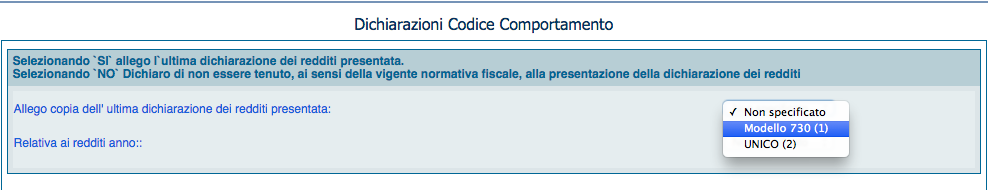 Dichiarazioni Codice Comportamento
Selezionando `SI` allego l`ultima dichiarazione dei redditi presentata.
Selezionando `NO` Dichiaro di non essere tenuto, ai sensi della vigente normativa fiscale, alla presentazione della dichiarazione dei redditi
Allego copia dell' ultima dichiarazione dei redditi presentata:
✓ Non specificato
Modello 730 (1)
UNICO (2)
Relativa ai redditi anno::